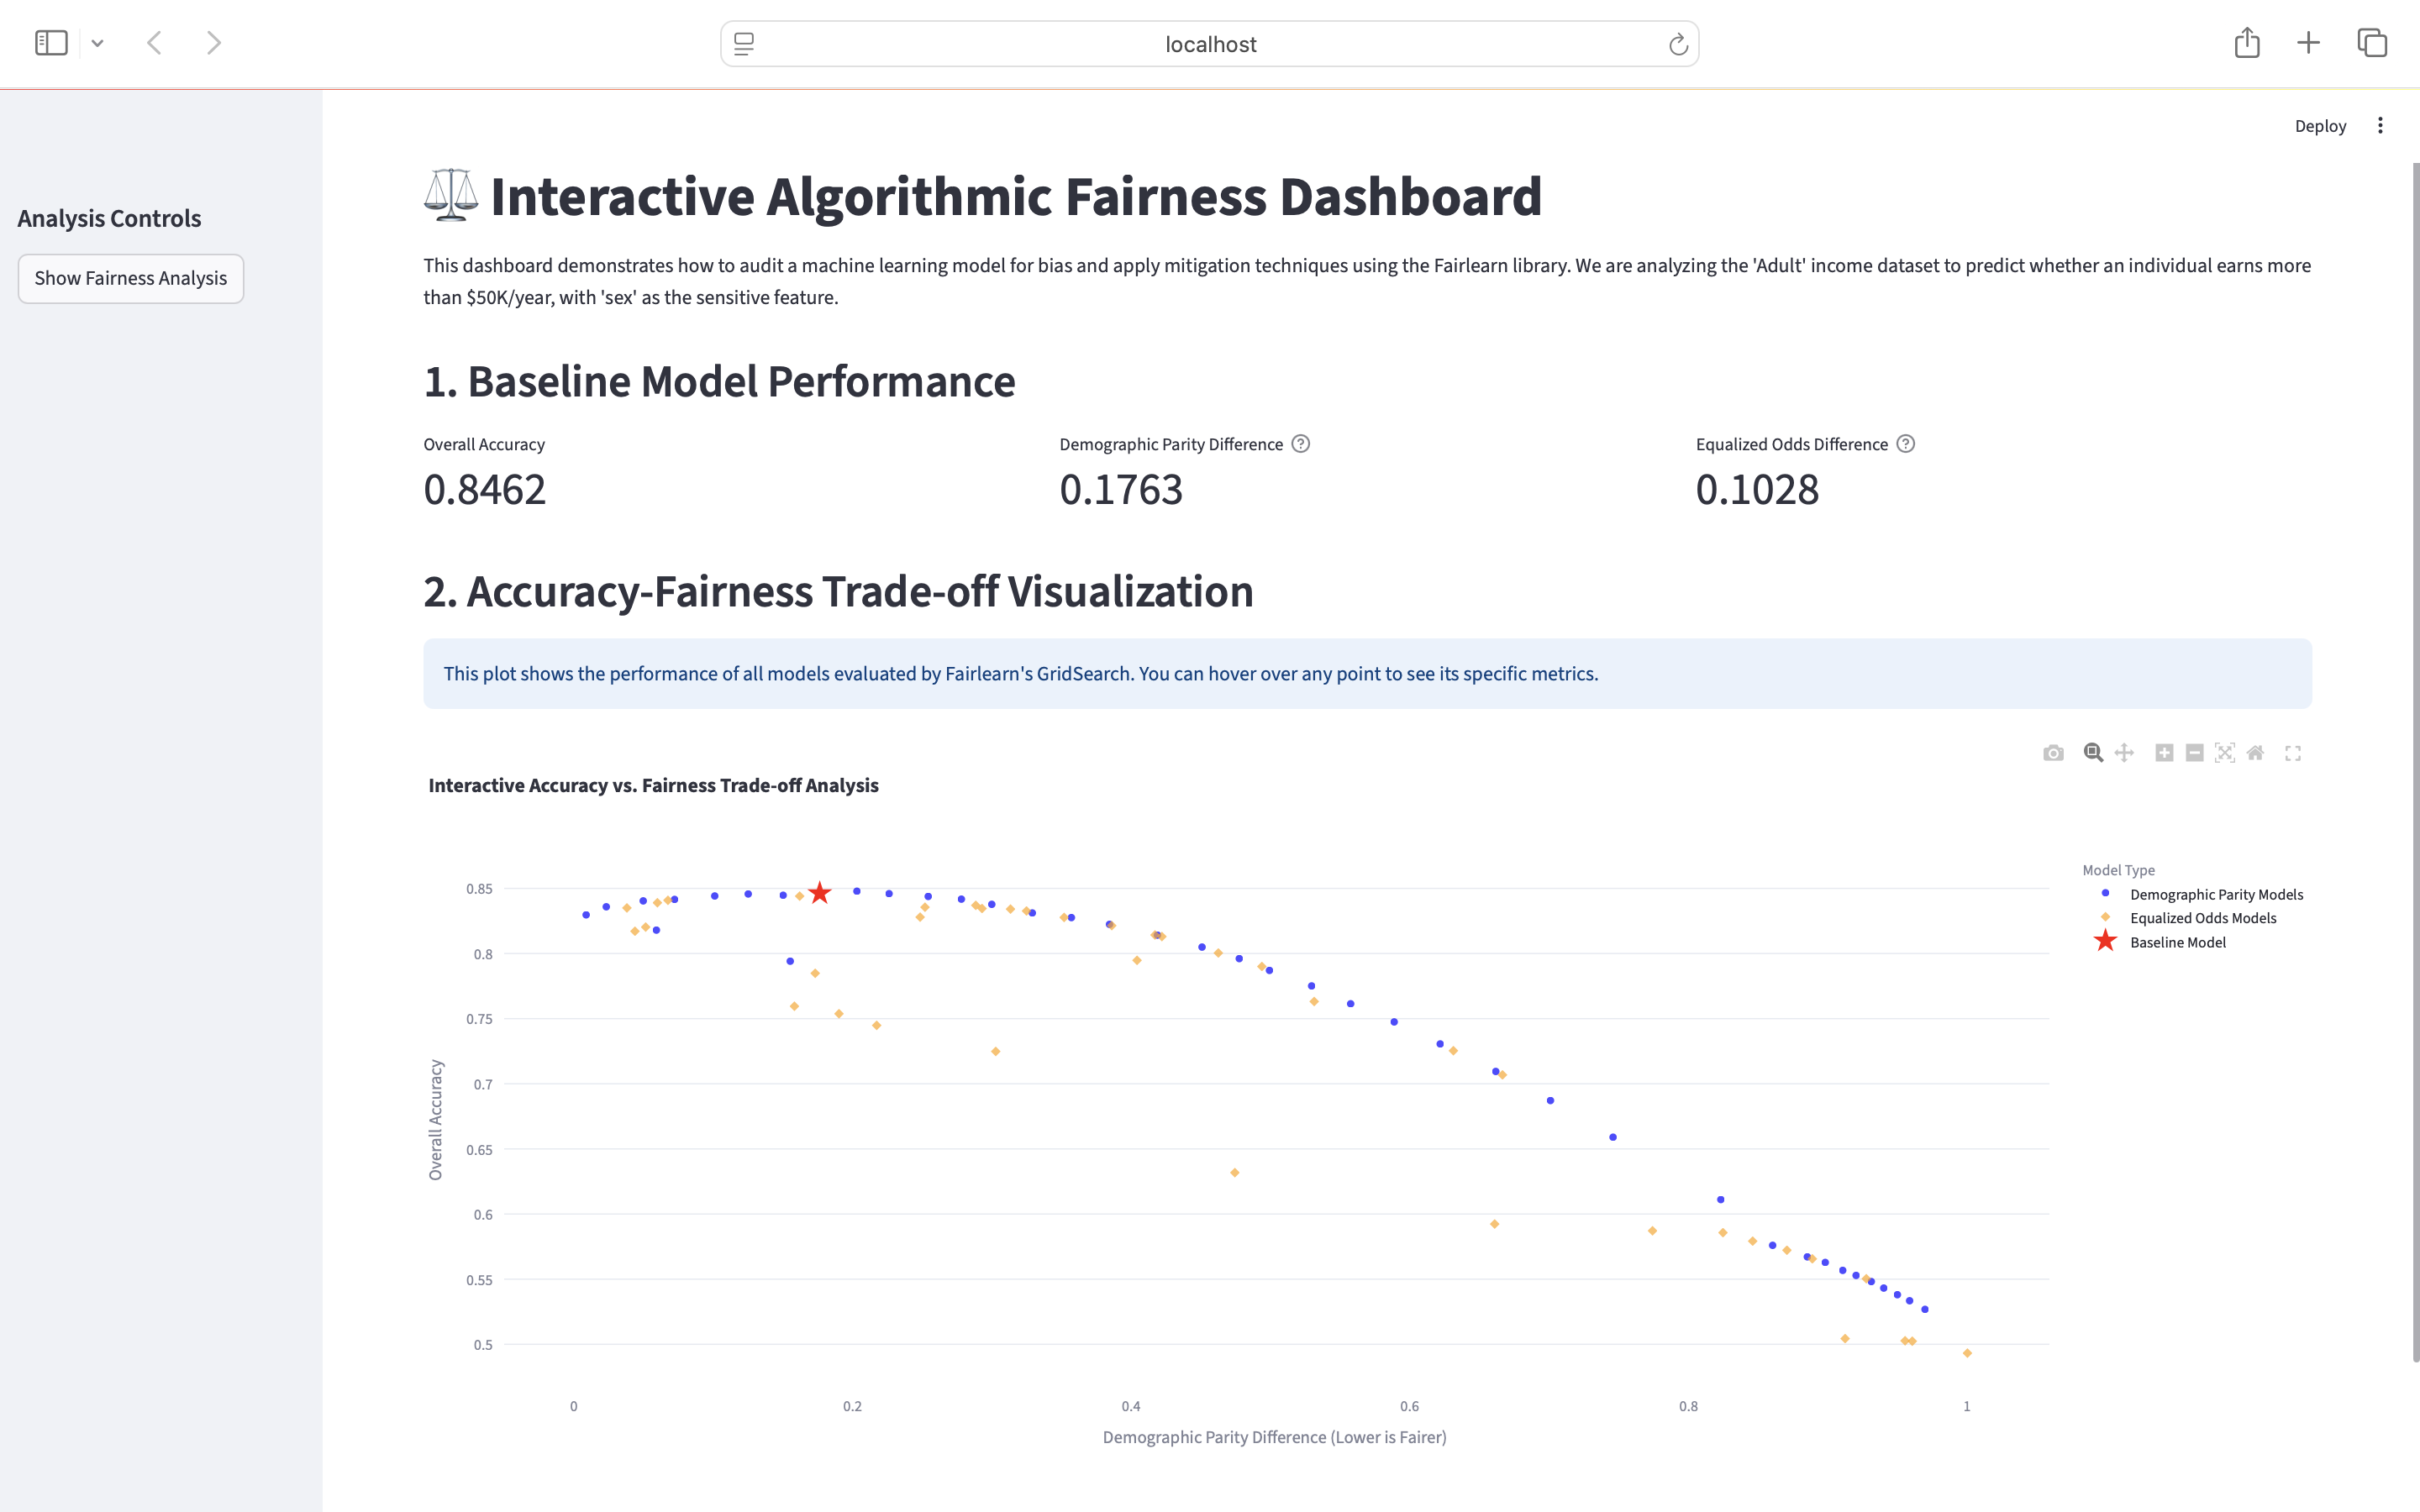 localhost
Deploy
Analysis Controls
Show Fairness Analysis
Interactive Algorithmic Fairness Dashboard
This dashboard demonstrates how to audit a machine learning model for bias and apply mitigation techniques using the Fairlearn library. We are analyzing the 'Adult' income dataset to predict whether an individual earns more
than $50K/year, with 'sex' as the sensitive feature.
1. Baseline Model Performance
Overall Accuracy
0.8462
Demographic Parity Difference
0.1763
Equalized Odds Difference
0.1028
2. Accuracy-Fairness Trade-off Visualization
This plot shows the performance of all models evaluated by Fairlearn's GridSearch. You can hover over any point to see its specific metrics.
Interactive Accuracy vs. Fairness Trade-off Analysis
Model Type
Demographic Parity Models
Equalized Odds Models
Baseline Model
Overall Accuracy
0.85
0.8
0.75
0.7
0.65
0.6
0.55
0.5
0
0.2
0.4
0.6
0.8
1
Demographic Parity Difference (Lower is Fairer)